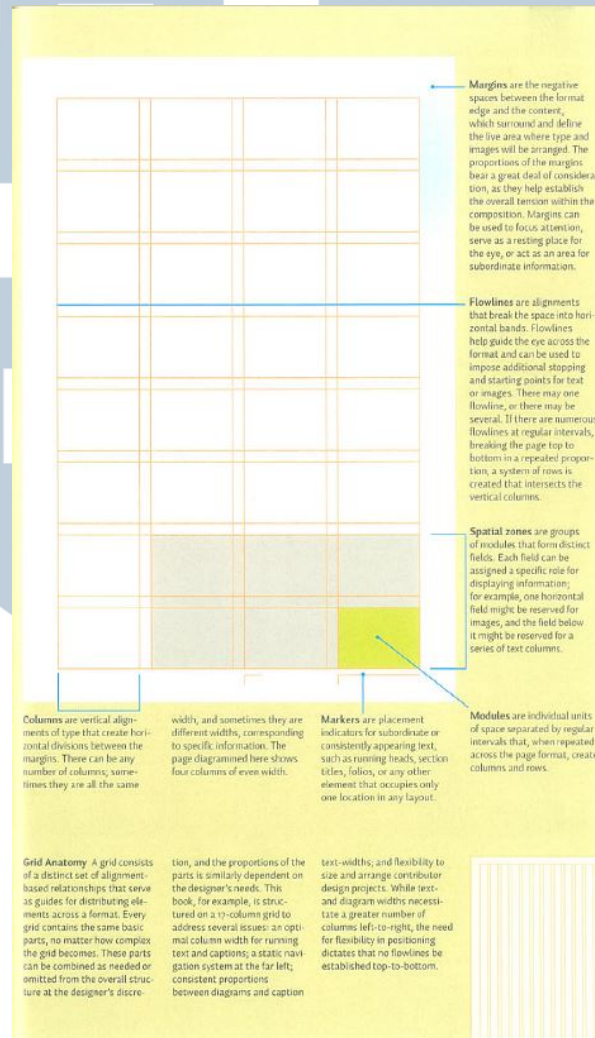 Margins are the negative
spaces between the format
edge and the content,
which surround and define
the live area where type and
images will be arranged. The
proportions of the margins
bear a great deal of considera
tion, as they help establish
the overall tension within the
composition. Margins can
be used to focus attention,
serve as a resting place for
the eye, or act as an area for
subordinate information.
Flowlines are alignments
that break the space into hori-
zontal bands. Flowlines
help guide the eye across the
format and can be used to
impose additional stopping
and starting points for text
or images. There may one
flowline, or there may be
several. If there are numerous
flowlines at regular intervals,
breaking the page top to
bottom in a repeated propor-
tion, a system of rows is
created that intersects the
vertical columns.
Spatial zones are groups
of modules that form distinct
fields. Each field can be
assigned a specific role for
displaying information;
for example, one horizontal
field might be reserved for
images, and the field below
it might be reserved for a
series of text columns.
Columns are vertical align-
ments of type that create hori-
zontal divisions between the
margins. There can be any
number of columns; some-
times they are all the same
width, and sometimes they are
different widths, corresponding
to specific information. The
page diagrammed here shows
four columns of even width.
Markers are placement
indicators for subordinate or
consistently appearing text,
such as running heads, section
titles, folios, or any other
element that occupies only
one location in any layout.
Modules are individual units
of space separated by regular
intervals that, when repeated
across the page format, create
columns and rows.
Grid Anatomy A grid consists
of a distinct set of alignment-
based relationships that serve
as guides for distributing ele-
ments across a format. Every
grid contains the same basic
parts, no matter how complex
the grid becomes. These parts
can be combined as needed or
omitted from the overall struc-
ture at the designer's discre-
tion, and the proportions of the
parts is similarly dependent on
the designer's needs. This
book, for example, is struc-
tured on a 17-column grid to
address several issues: an opti-
mal column width for running
text and captions; a static navi-
gation system at the far left;
consistent proportions
between diagrams and caption
text-widths; and flexibility to
size and arrange contributor
design projects. While text-
and diagram widths necessi-
tate a greater number of
columns left-to-right, the need
for flexibility in positioning
dictates that no flowlines be
established top-to-bottom.